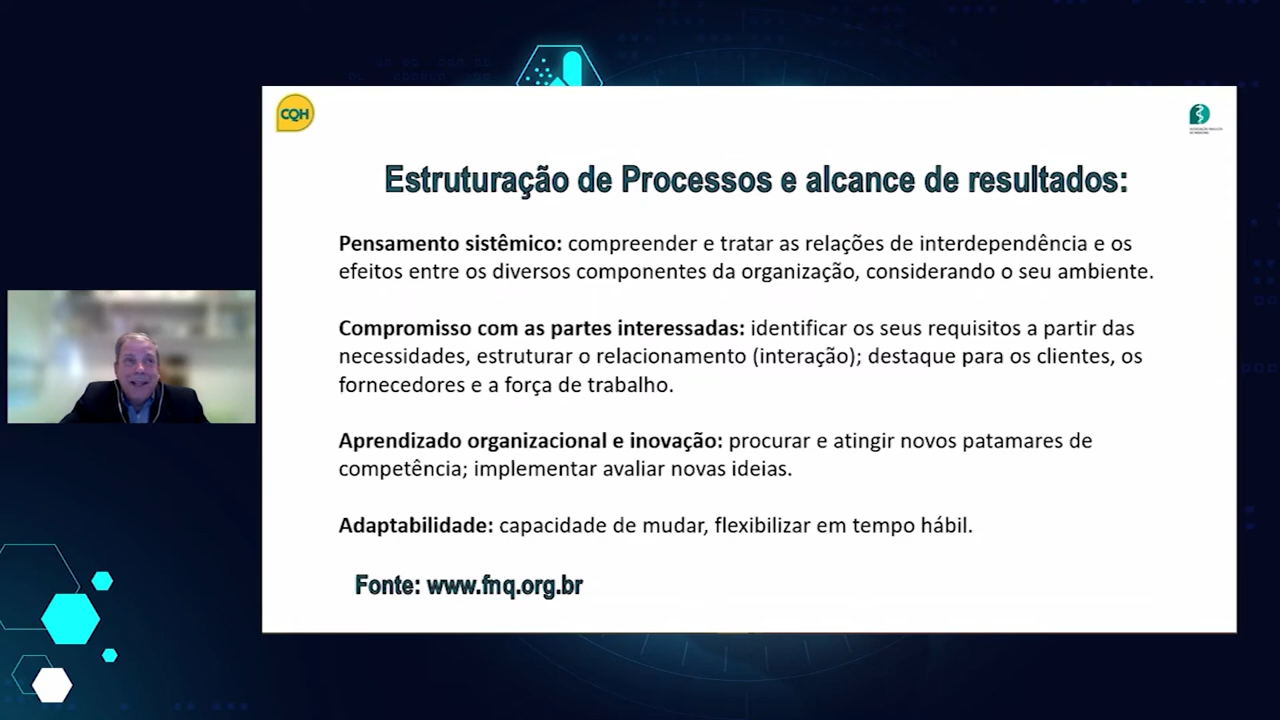 CQH
Estruturação de Processos e alcance de resultados:
Pensamento sistêmico: compreender e tratar as relações de interdependência e os
efeitos entre os diversos componentes da organização, considerando o seu ambiente.
Compromisso com as partes interessadas: identificar os seus requisitos a partir das
necessidades, estruturar o relacionamento (interação); destaque para os clientes, os
fornecedores e a força de trabalho.
Aprendizado organizacional e inovação: procurar e atingir novos patamares de
competência; implementar avaliar novas ideias.
Adaptabilidade: capacidade de mudar, flexibilizar em tempo hábil.
Fonte: www.fnq.org.br